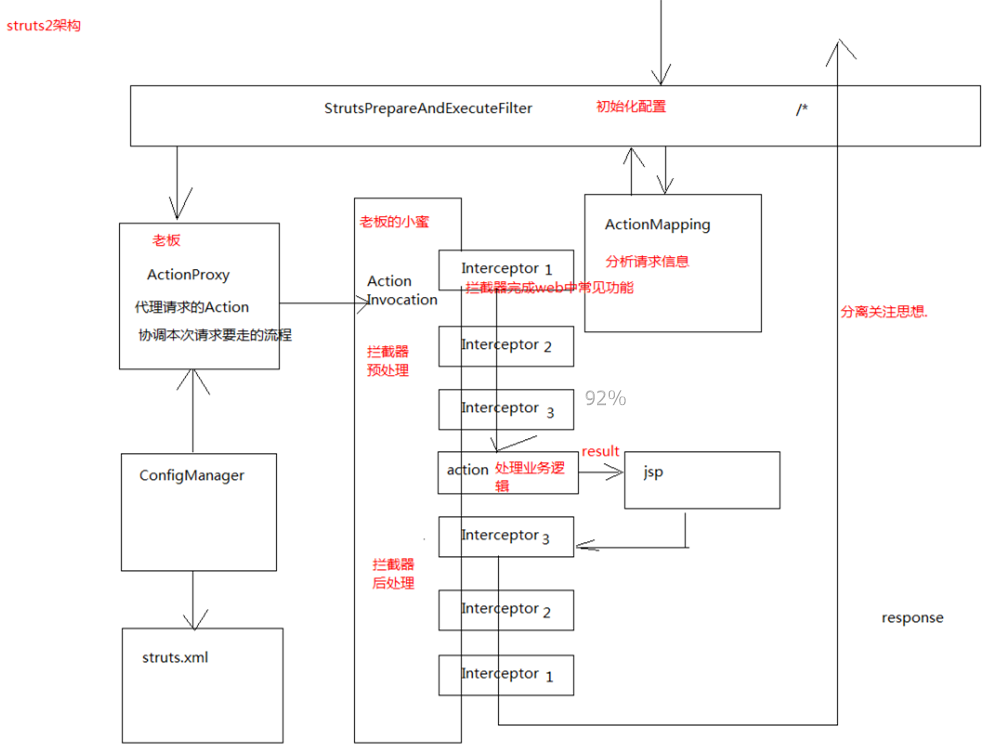 struts2架构
StrutsPrepareAndExecuteFilter 初始化配置 /*
老板
ActionProxy
代理请求的Action
协调本次请求要走的流程
老板的小蜜
Action
Invocation
Interceptor 1
拦截器完成web中常见功能
ActionMapping
分析请求信息
分离关注思想.
拦截器
预处理
Interceptor 2
Interceptor 3
92%
ConfigManager
action 处理业务逻
辑
result
jsp
Interceptor 3
拦截器
后处理
Interceptor 2
response
struts.xml
Interceptor 1